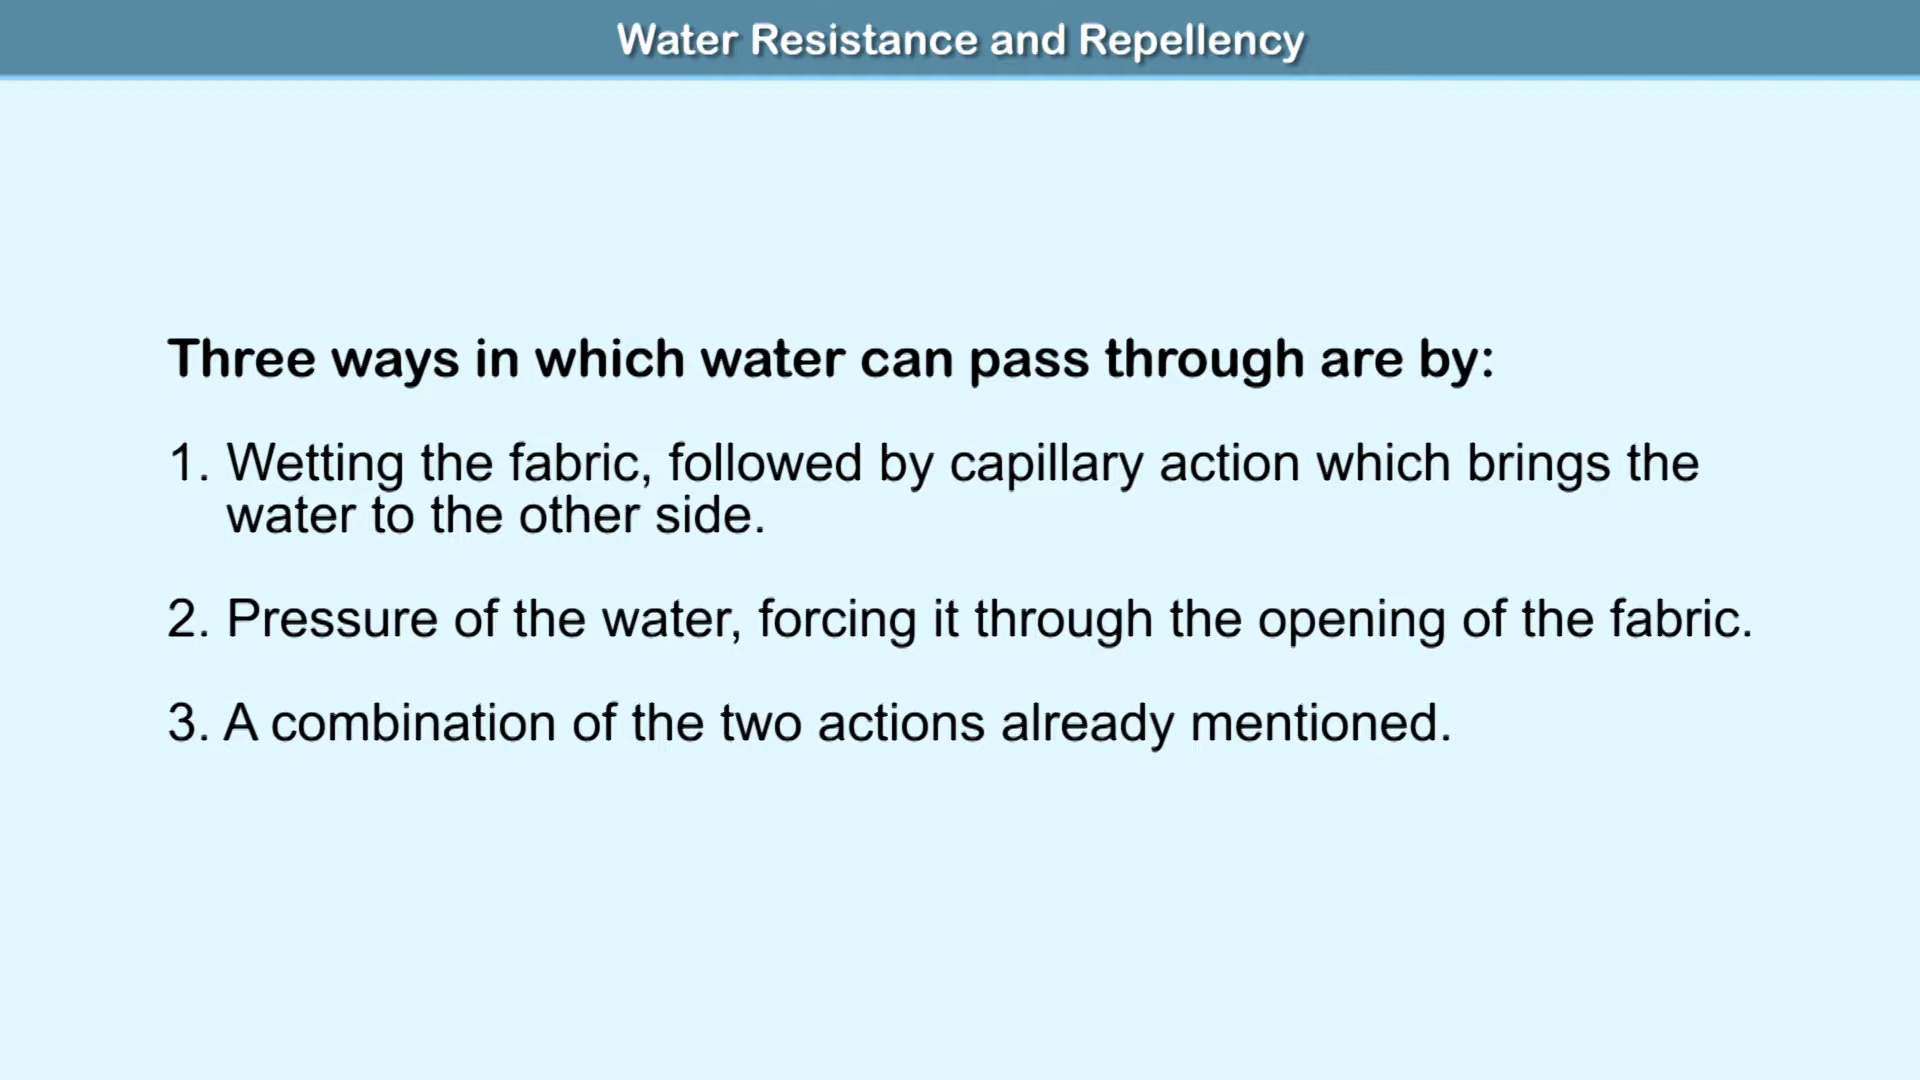 Water Resistance and Repellency
Three ways in which water can pass through are by:
1. Wetting the fabric, followed by capillary action which brings the
water to the other side.
2. Pressure of the water, forcing it through the opening of the fabric.
3. A combination of the two actions already mentioned.